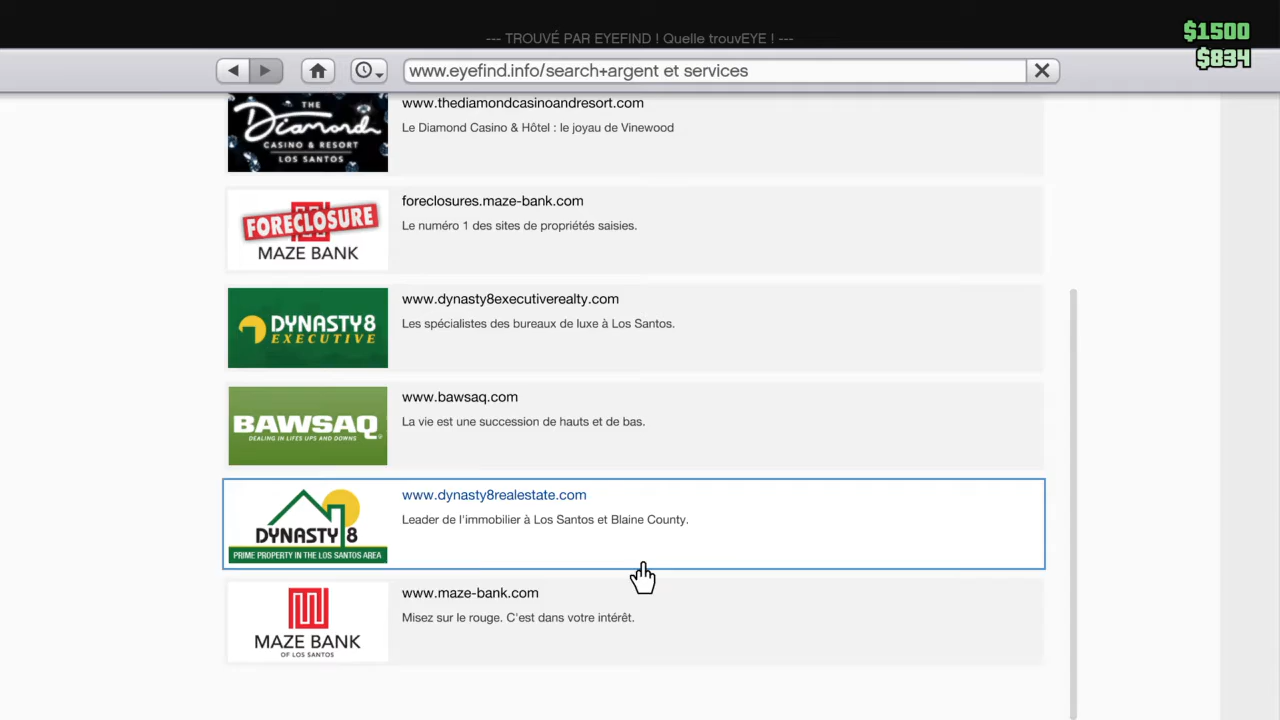 --- TROUVÉ PAR EYEFIND ! Quelle trouvEYE ! ---
$1500
$834
www.eyefind.info/search+argent et services
THE
Diamond
CASINO & RESORT
LOS SANTOS
www.thediamondcasinoandresort.com
Le Diamond Casino & Hôtel : le joyau de Vinewood
FORECLOSURE
MAZE BANK
foreclosures.maze-bank.com
Le numéro 1 des sites de propriétés saisies.
DYNASTY8
EXECUTIVE
www.dynasty8executiverealty.com
Les spécialistes des bureaux de luxe à Los Santos.
BAWSAQ
DEALING IN LIFES UPS AND DOWNS
www.bawsaq.com
La vie est une succession de hauts et de bas.
DYNASTY 8
PRIME PROPERTY IN THE LOS SANTOS AREA
www.dynasty8realestate.com
Leader de l'immobilier à Los Santos et Blaine County.
MAZE BANK
OF LOS SANTOS
www.maze-bank.com
Misez sur le rouge. C'est dans votre intérêt.